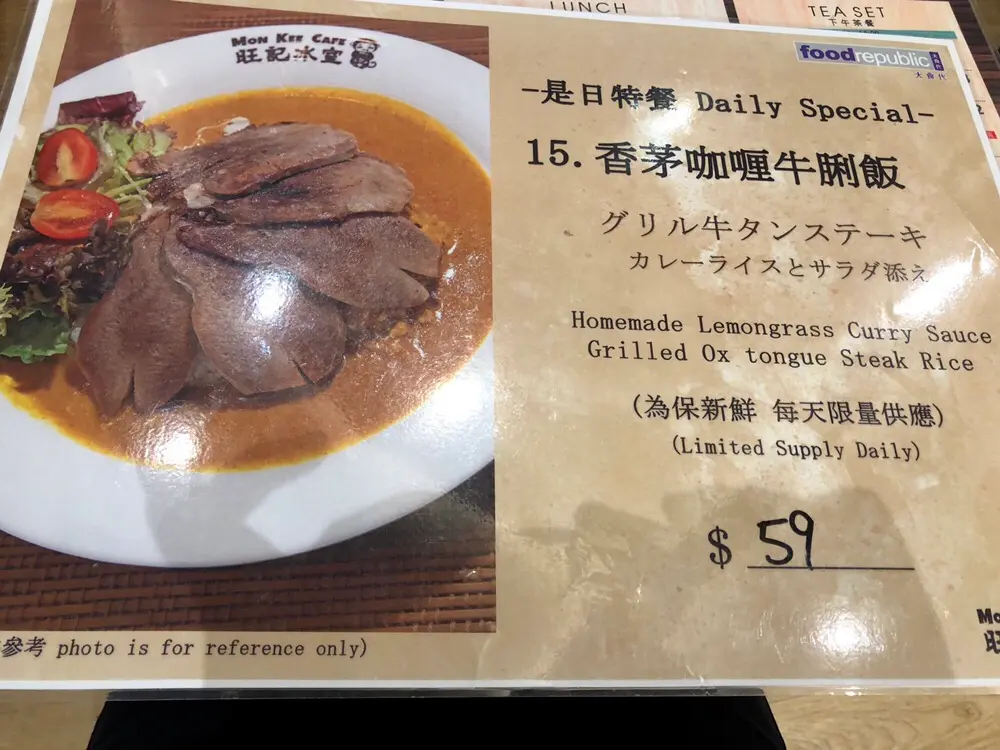 LUNCH
TEA SET
下午茶餐
MON KEE CAFE
旺記冰室
foodrepublic
大食代
-是日特餐 Daily Special-
15. 香茅咖喱牛脷飯
グリル牛タンステーキ
カレーライスとサラダ添え
Homemade Lemongrass Curry Sauce
Grilled Ox tongue Steak Rice
(為保新鮮 每天限量供應)
(Limited Supply Daily)
$ 59
參考 photo is for reference only)